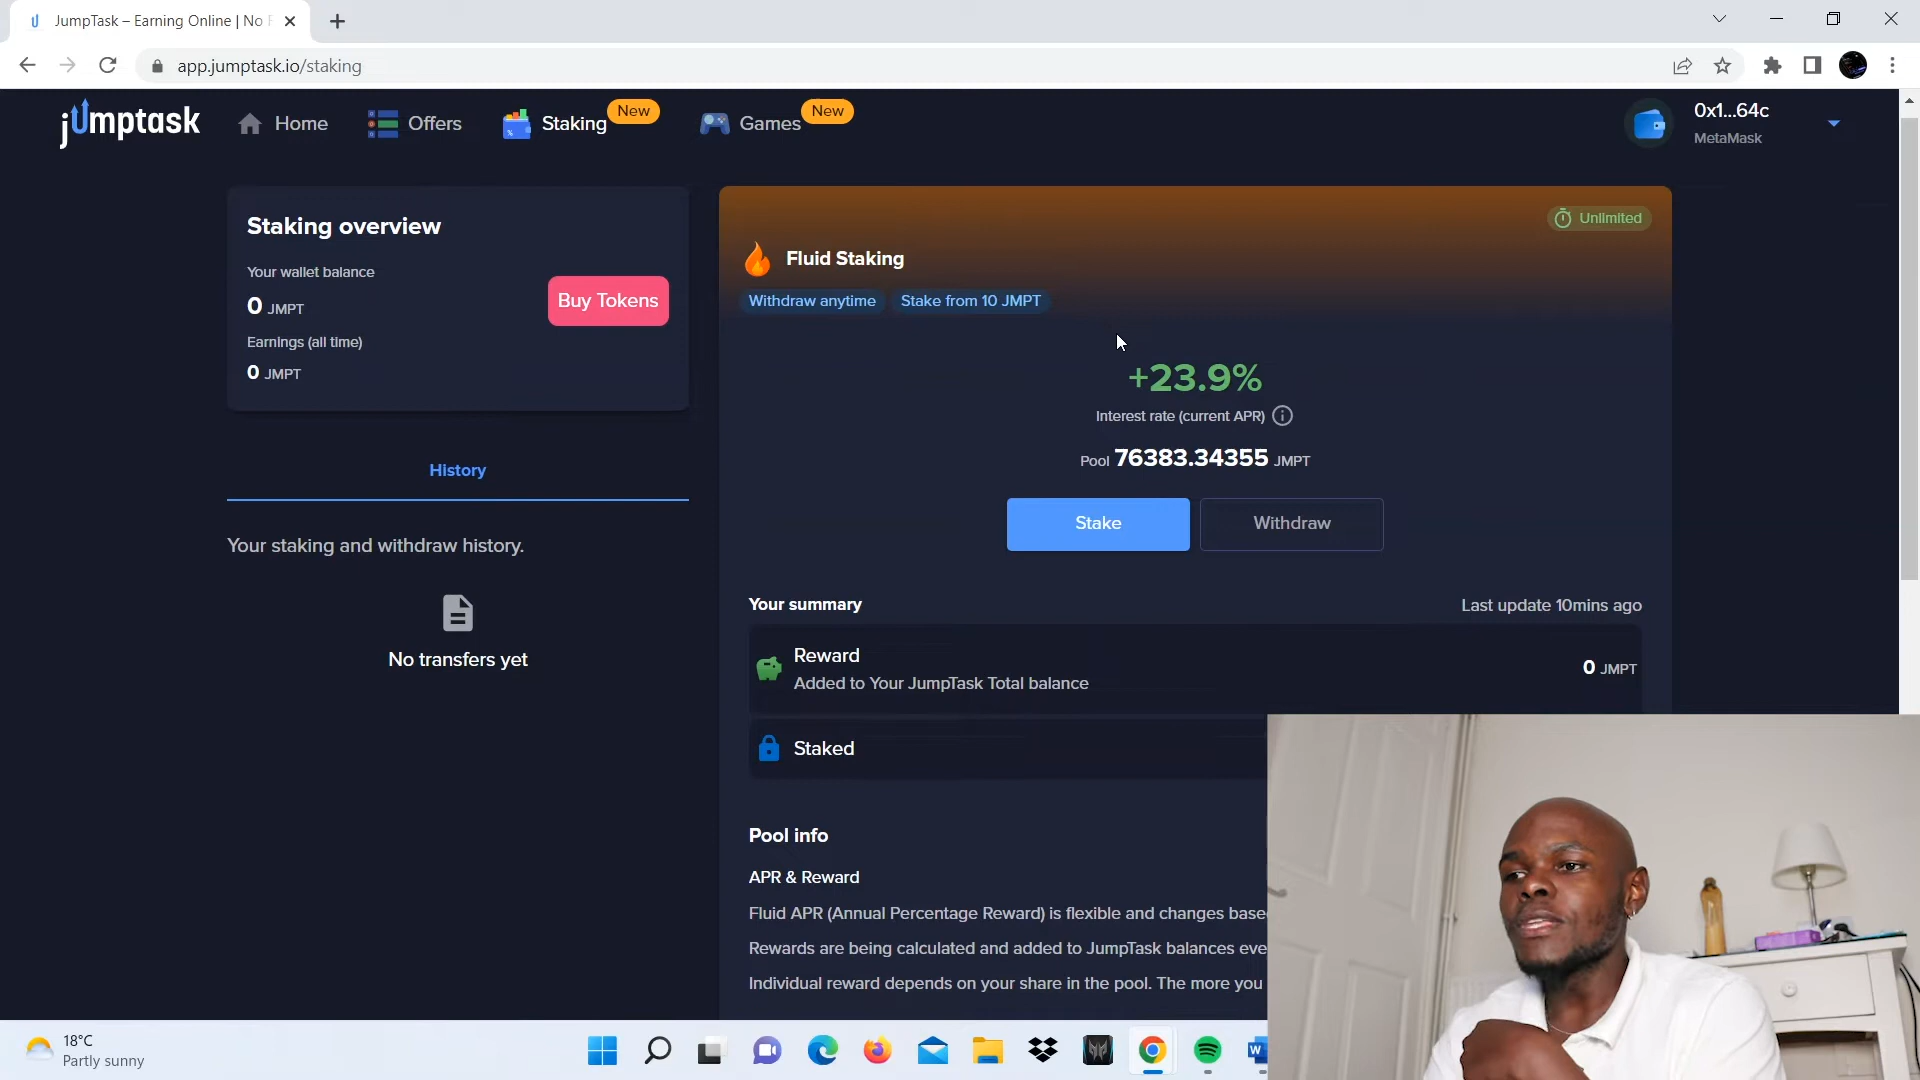 JumpTask – Earning Online | No
app.jumptask.io/staking
jumptask
Home
Offers
Staking
New
Games
New
0x1...64c
MetaMask
Staking overview
Your wallet balance
0 JMPT
Buy Tokens
Earnings (all time)
0 JMPT
History
Your staking and withdraw history.
No transfers yet
Unlimited
Fluid Staking
Withdraw anytime
Stake from 10 JMPT
+23.9%
Interest rate (current APR)
Pool 76383.34355 JMPT
Stake
Withdraw
Your summary
Last update 10mins ago
Reward
Added to Your JumpTask Total balance
0 JMPT
Staked
Pool info
APR & Reward
Fluid APR (Annual Percentage Reward) is flexible and changes base
Rewards are being calculated and added to JumpTask balances eve
Individual reward depends on your share in the pool. The more you
18°C
Partly sunny